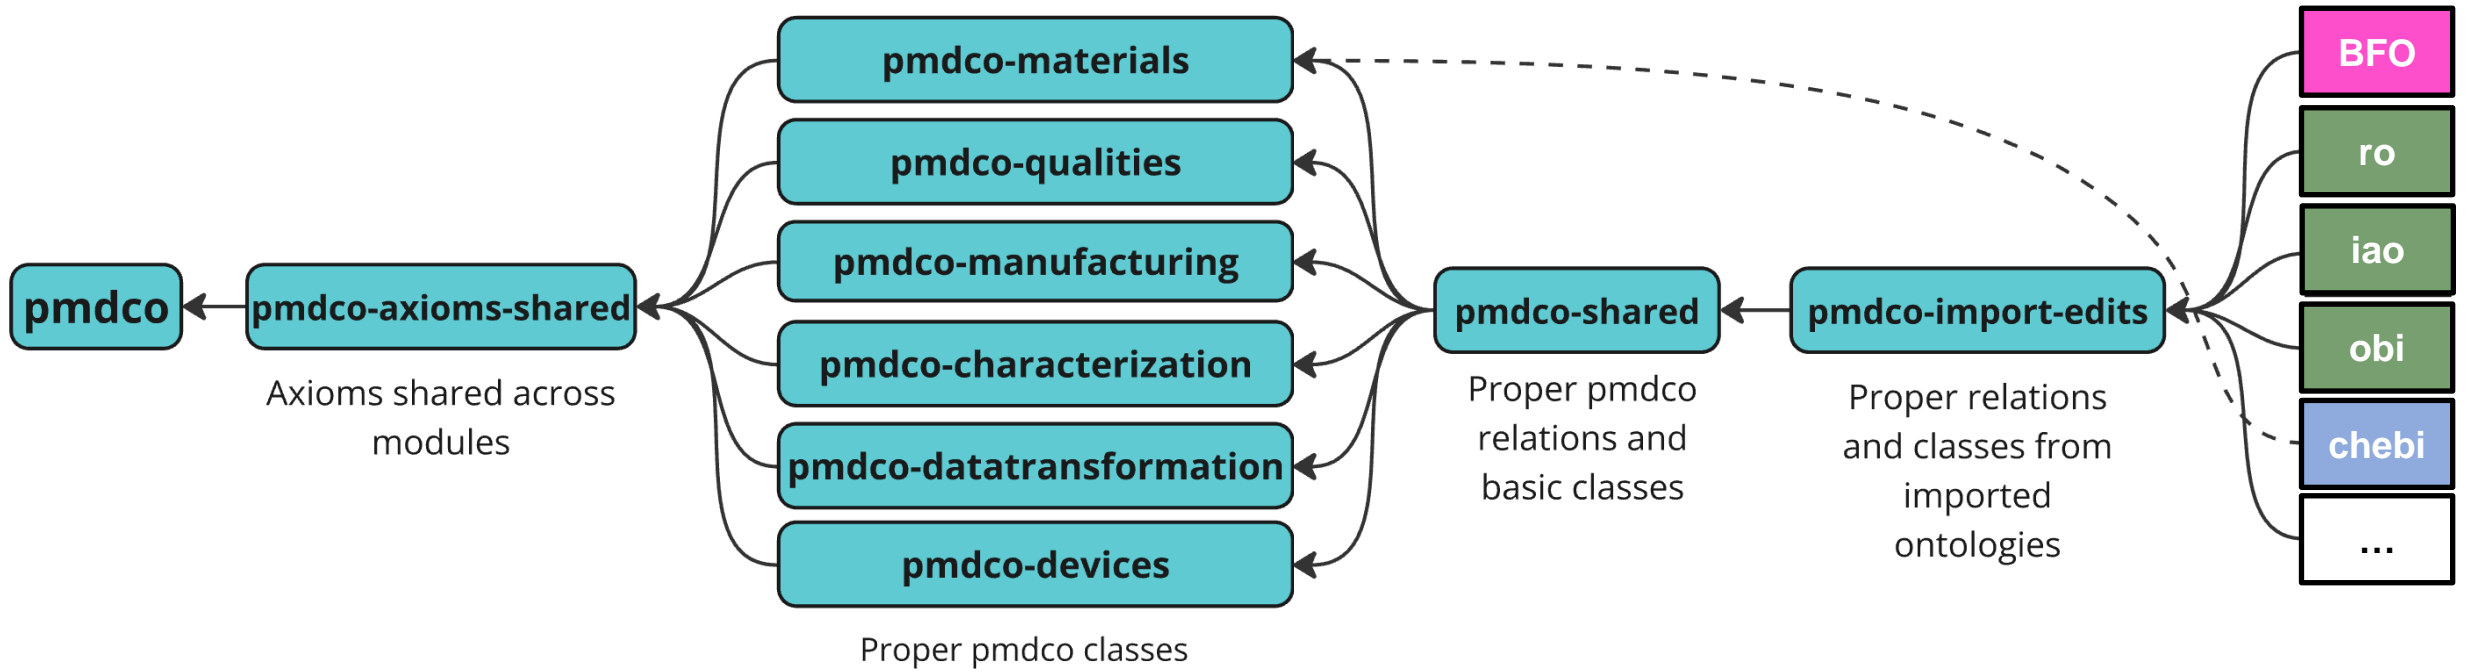 pmdco
pmdco-axioms-shared
Axioms shared across
modules
pmdco-materials
pmdco-qualities
pmdco-manufacturing
pmdco-characterization
pmdco-datatransformation
pmdco-devices
Proper pmdco classes
pmdco-shared
Proper pmdco
relations and
basic classes
pmdco-import-edits
Proper relations
and classes from
imported
ontologies
BFO
ro
iao
obi
chebi
...